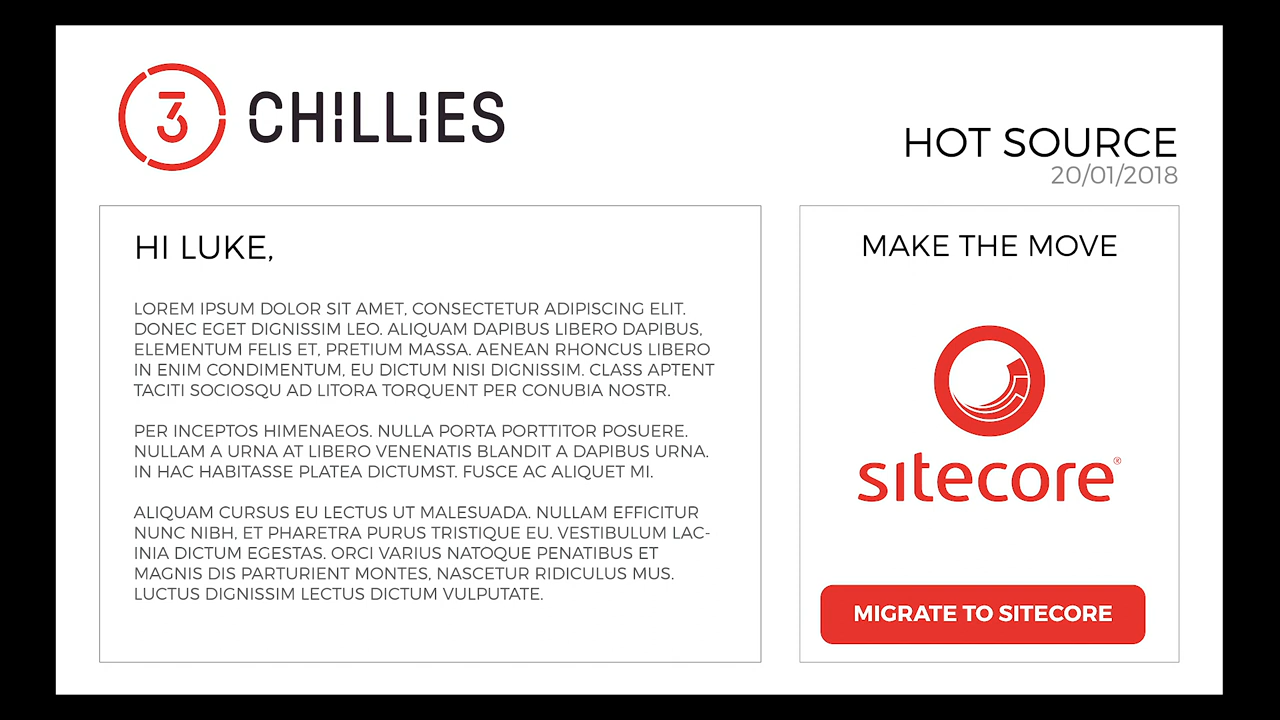 3 CHILLIES
HOT SOURCE
20/01/2018
HI LUKE,
LOREM IPSUM DOLOR SIT AMET, CONSECTETUR ADIPISCING ELIT.
DONEC EGET DIGNISSIM LEO. ALIQUAM DAPIBUS LIBERO DAPIBUS,
ELEMENTUM FELIS ET, PRETIUM MASSA. AENEAN RHONCUS LIBERO
IN ENIM CONDIMENTUM, EU DICTUM NISI DIGNISSIM. CLASS APTENT
TACITI SOCIOSQU AD LITORA TORQUENT PER CONUBIA NOSTR.
PER INCEPTOS HIMENAEOS. NULLA PORTA PORTTITOR POSUERE.
NULLAM A URNA AT LIBERO VENENATIS BLANDIT A DAPIBUS URNA.
IN HAC HABITASSE PLATEA DICTUMST. FUSCE AC ALIQUET MI.
ALIQUAM CURSUS EU LECTUS UT MALESUADA. NULLAM EFFICITUR
NUNC NIBH, ET PHARETRA PURUS TRISTIQUE EU. VESTIBULUM LAC-
INIA DICTUM EGESTAS. ORCI VARIUS NATOQUE PENATIBUS ET
MAGNIS DIS PARTURIENT MONTES, NASCETUR RIDICULUS MUS.
LUCTUS DIGNISSIM LECTUS DICTUM VULPUTATE.
MAKE THE MOVE
sitecore®
MIGRATE TO SITECORE